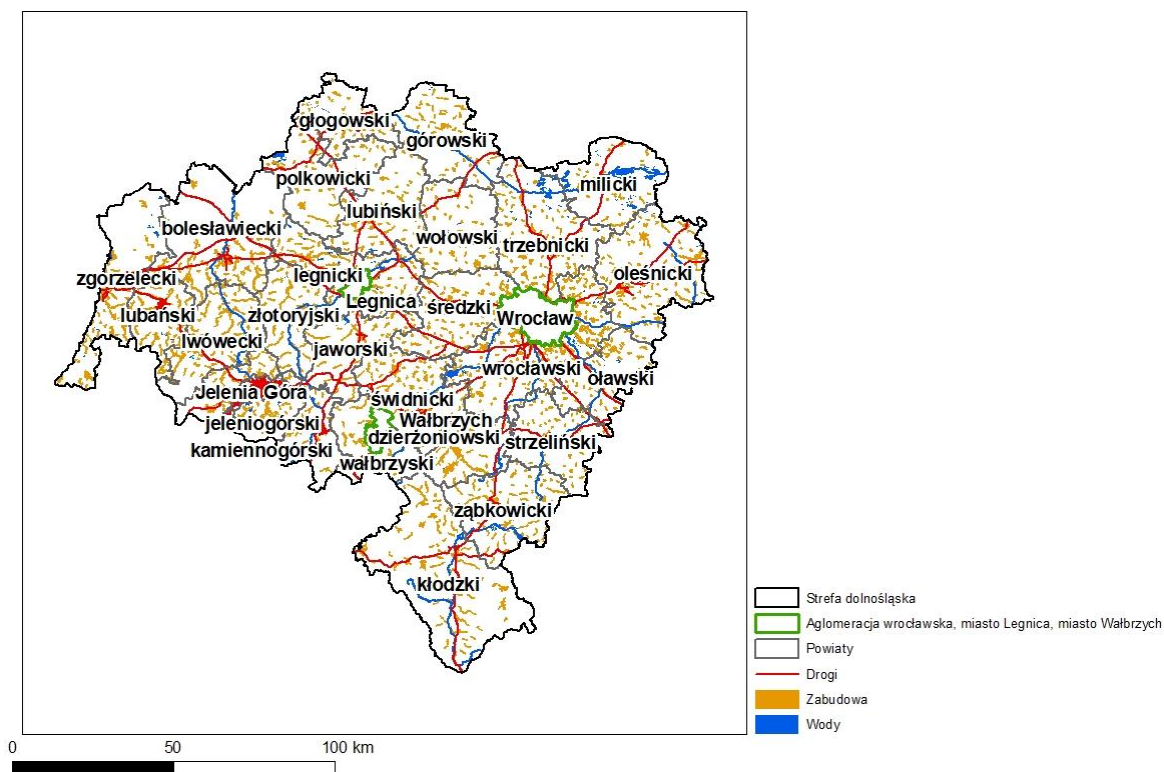 głogowski
górowski
polkowicki
milicki
lubiński
bolesławiecki
wołowski
trzebnicki
zgorzelecki
legnicki
oleśnicki
Legnica
lubański
złotoryjski
średzki
Wrocław
lwówecki
jaworski
wrocławski
oławski
Jelenia Góra
świdnicki
jeleniogórski
Wałbrzych
dzierżoniowski
strzeliński
kamiennogórski
wałbrzyski
ząbkowicki
kłodzki
Strefa dolnośląska
Aglomeracja wrocławska, miasto Legnica, miasto Wałbrzych
Powiaty
Drogi
Zabudowa
Wody
0 50 100 km